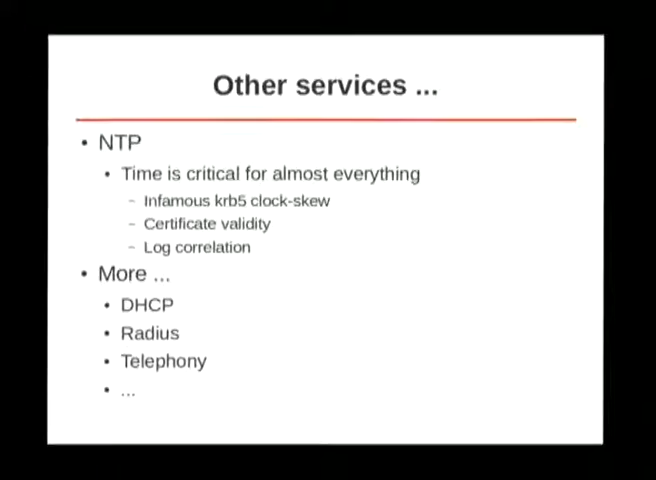 Other services ...
• NTP
• Time is critical for almost everything
– Infamous krb5 clock-skew
– Certificate validity
– Log correlation
• More ...
• DHCP
• Radius
• Telephony
• ...